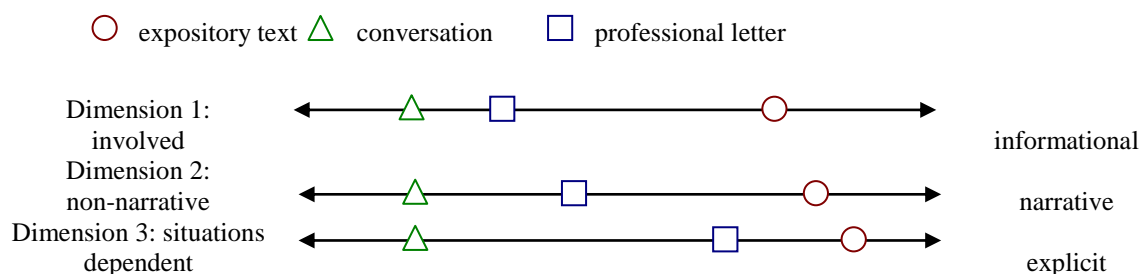 expository text conversation professional letter
Dimension 1:
involved informational
Dimension 2:
non-narrative narrative
Dimension 3: situations
dependent explicit